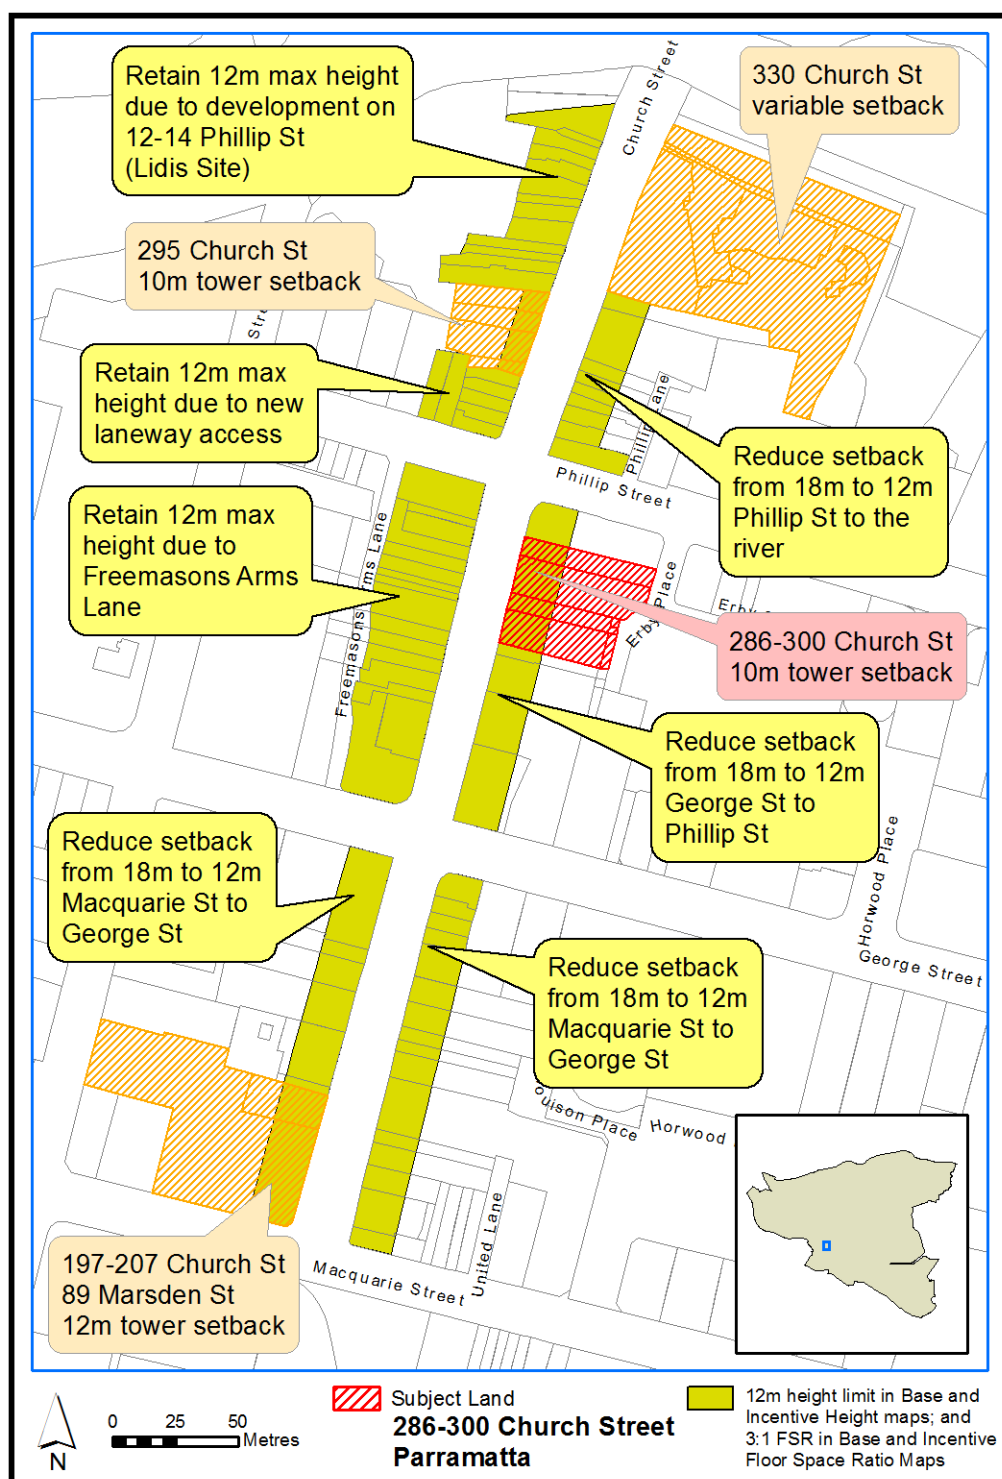 Retain 12m max height
due to development on
12-14 Phillip St
(Lidis Site)
Church Street
330 Church St
variable setback
295 Church St
10m tower setback
Retain 12m max
height due to new
laneway access
Phillip Lane
Reduce setback
from 18m to 12m
Phillip St to the
river
Phillip Street
Retain 12m max
height due to
Freemasons Arms
Lane
Freemasons Arms Lane
Erby Place
286-300 Church St
10m tower setback
Reduce setback
from 18m to 12m
George St to
Phillip St
Horwood Place
George Street
Reduce setback
from 18m to 12m
Macquarie St to
George St
Reduce setback
from 18m to 12m
Macquarie St to
George St
ouison Place
Horwood
United Lane
Macquarie Street
197-207 Church St
89 Marsden St
12m tower setback
N
0 25 50
Metres
Subject Land
286-300 Church Street
Parramatta
12m height limit in Base and
Incentive Height maps; and
3:1 FSR in Base and Incentive
Floor Space Ratio Maps